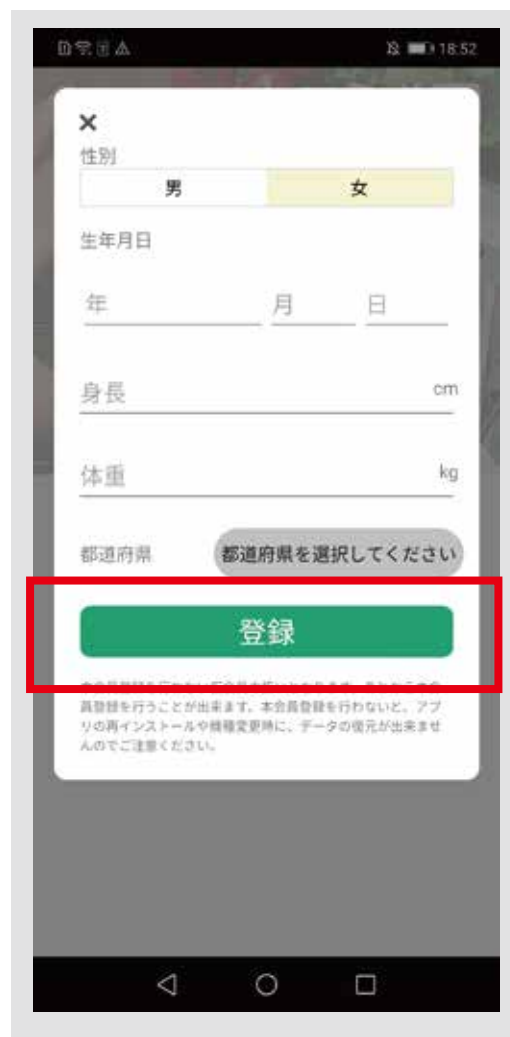 18:52
×
性別
男 女
生年月日
年 月 日
身長 cm
体重 kg
都道府県 都道府県を選択してください
登録
員登録を行うことが出来ます。本会員登録を行わないと、アプ
リの再インストールや機種変更時に、データの復元が出来ませ
んのでご注意ください。